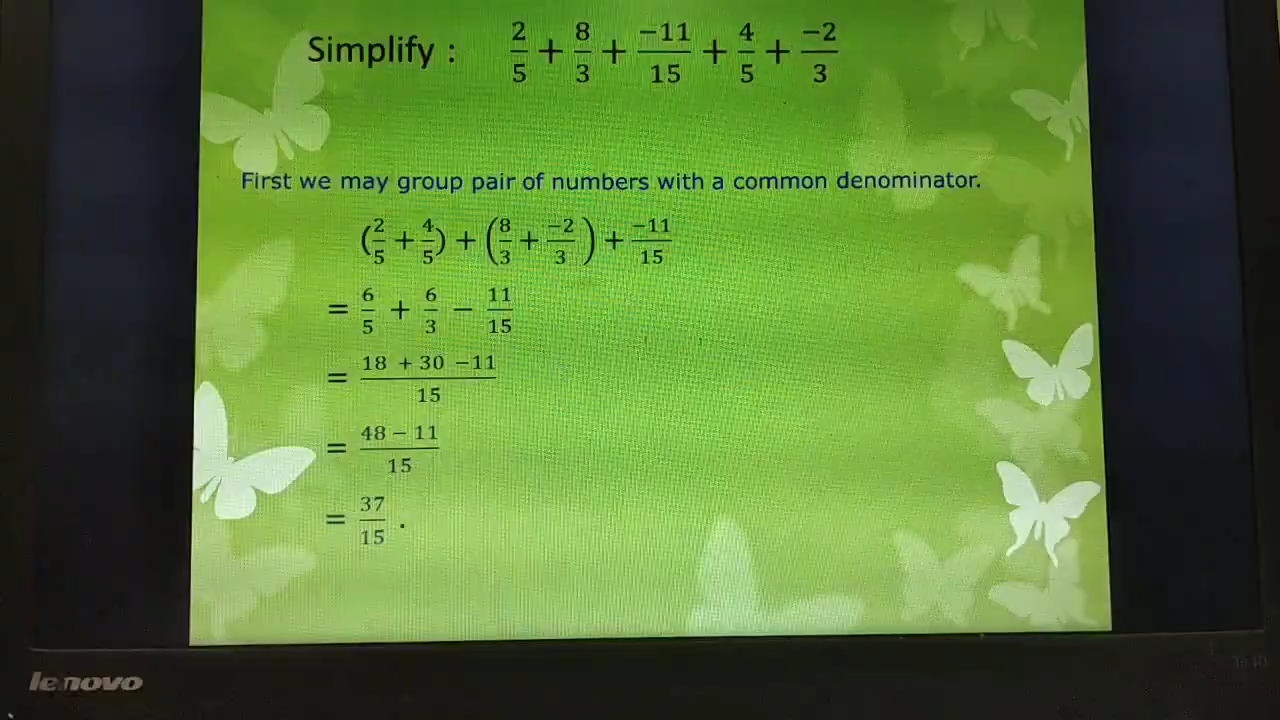 Simplify : 2/5 + 8/3 + −11/15 + 4/5 + −2/3
First we may group pair of numbers with a common denominator.
(2/5 + 4/5) + (8/3 + −2/3) + −11/15
= 6/5 + 6/3 − 11/15
= 18 + 30 −11/15
= 48 − 11/15
= 37/15 .
lenovo